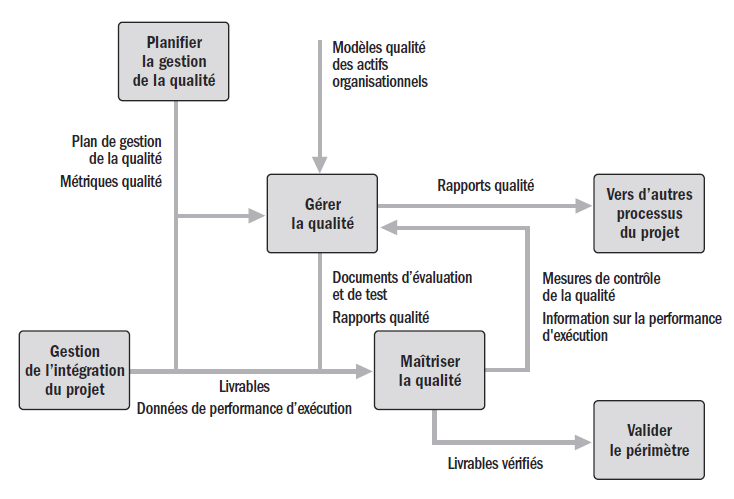 Planifier
la gestion
de la qualité
Modèles qualité
des actifs
organisationnels
Plan de gestion
de la qualité
Métriques qualité
Gérer
la qualité
Rapports qualité
Vers d’autres
processus
du projet
Documents d’évaluation
et de test
Rapports qualité
Mesures de contrôle
de la qualité
Information sur la performance
d'exécution
Gestion
de l’intégration
du projet
Livrables
Données de performance d’exécution
Maîtriser
la qualité
Livrables vérifiés
Valider
le périmètre